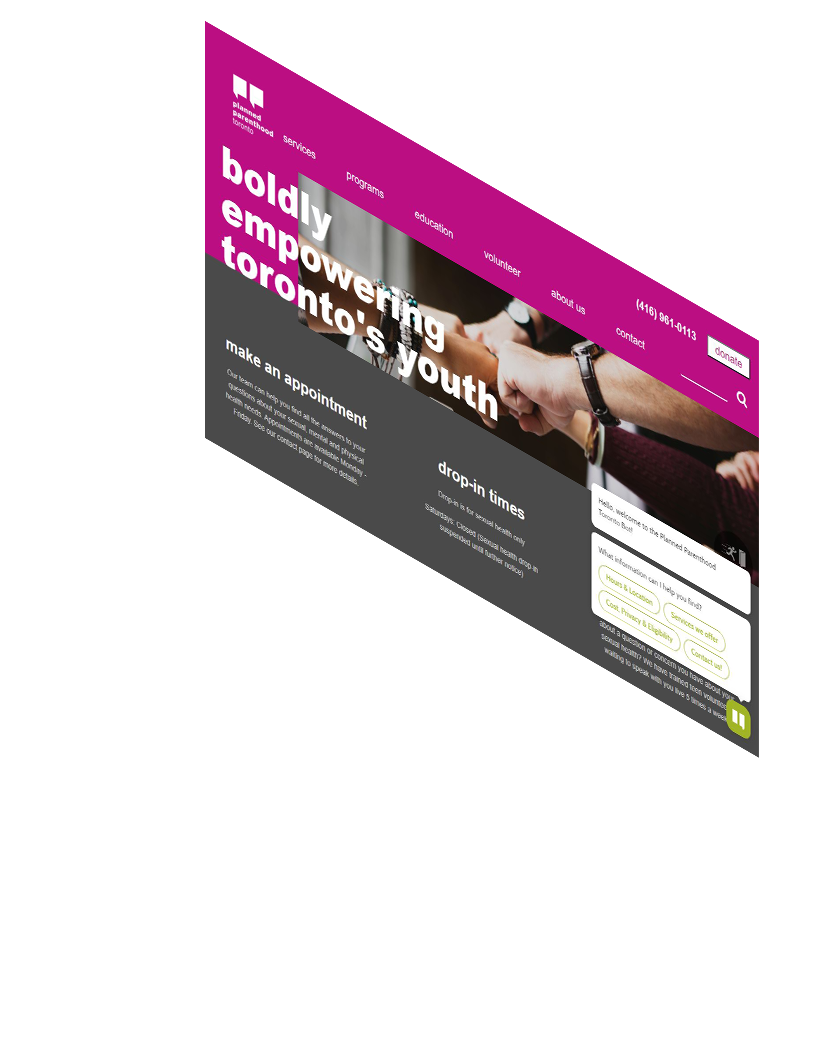 planned
parenthood
toronto
services
programs
education
volunteer
about us
contact
(416) 961-0113
donate
boldly
empowering
toronto's youth
make an appointment
Our team can help you find all the answers to your
questions about your sexual, mental and physical
health needs. Appointments are available Monday -
Friday. See our contact page for more details.
drop-in times
Drop-in is for sexual health only
Saturdays: Closed (Sexual health drop in
suspended until further notice)
Hello, welcome to the Planned Parenthood
Toronto Bot!
What information can I help you find?
Hours & Location
Services we offer
Cost, Privacy & Eligibility
Contact us!
about a question or concern you have about your
sexual health? We have trained teen
waiting to speak with you live 5 times a week